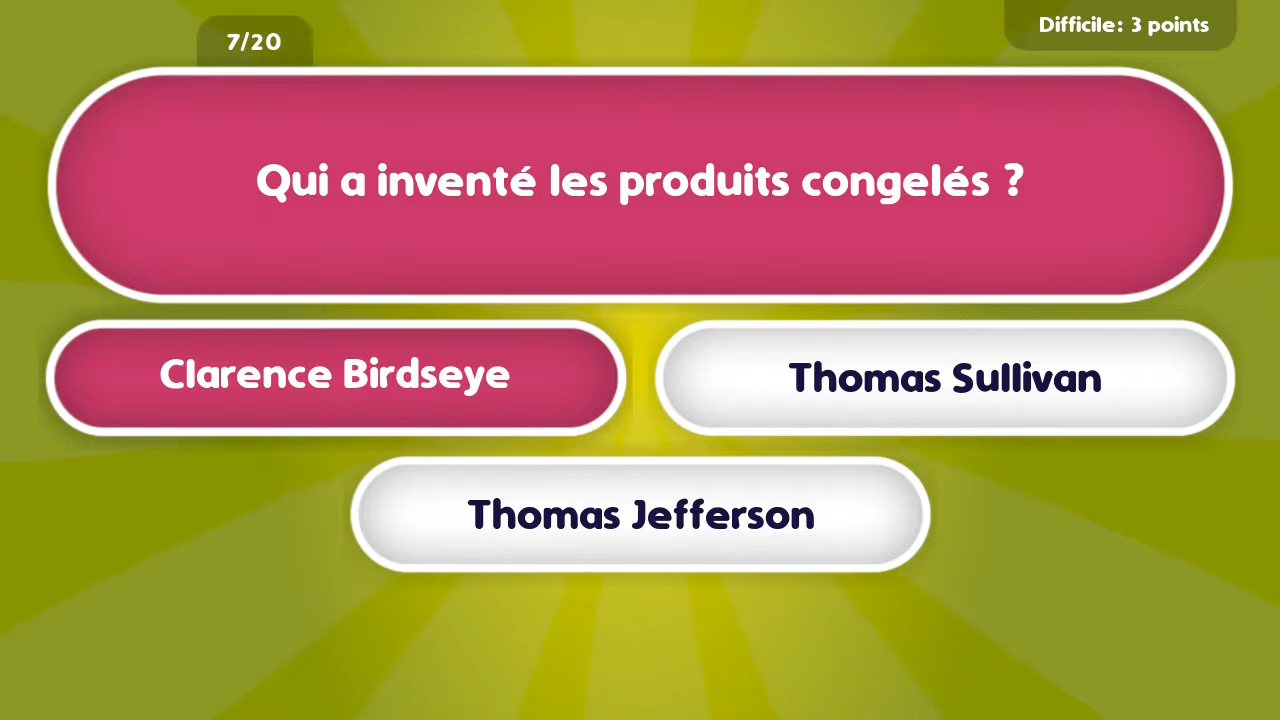 7/20
Difficile: 3 points
Qui a inventé les produits congelés ?
Clarence Birdseye
Thomas Sullivan
Thomas Jefferson